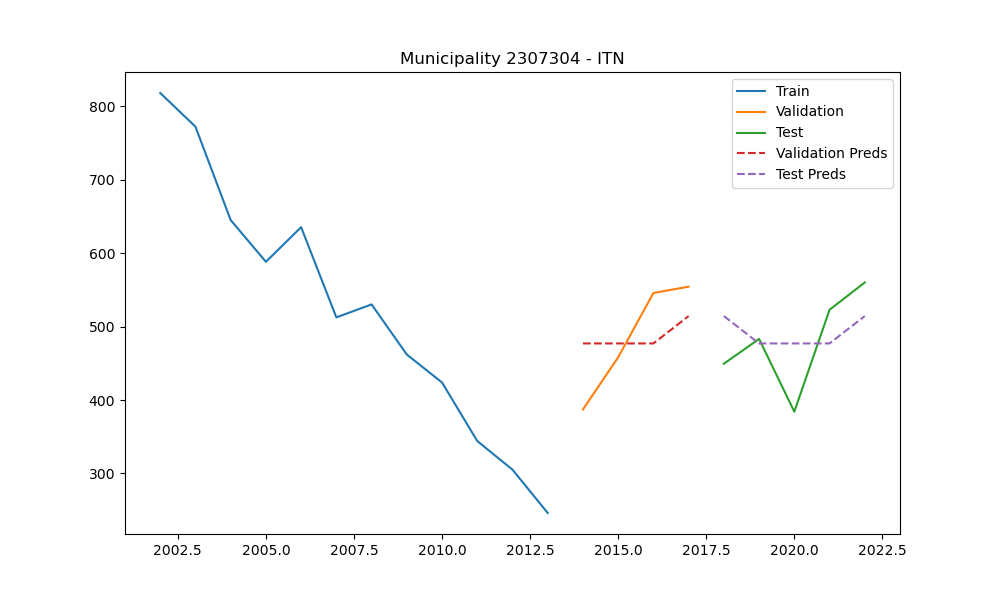 Municipality 2307304 - ITN
Train
Validation
Test
Validation Preds
Test Preds
800
700
600
500
400
300
2002.5 2005.0 2007.5 2010.0 2012.5 2015.0 2017.5 2020.0 2022.5